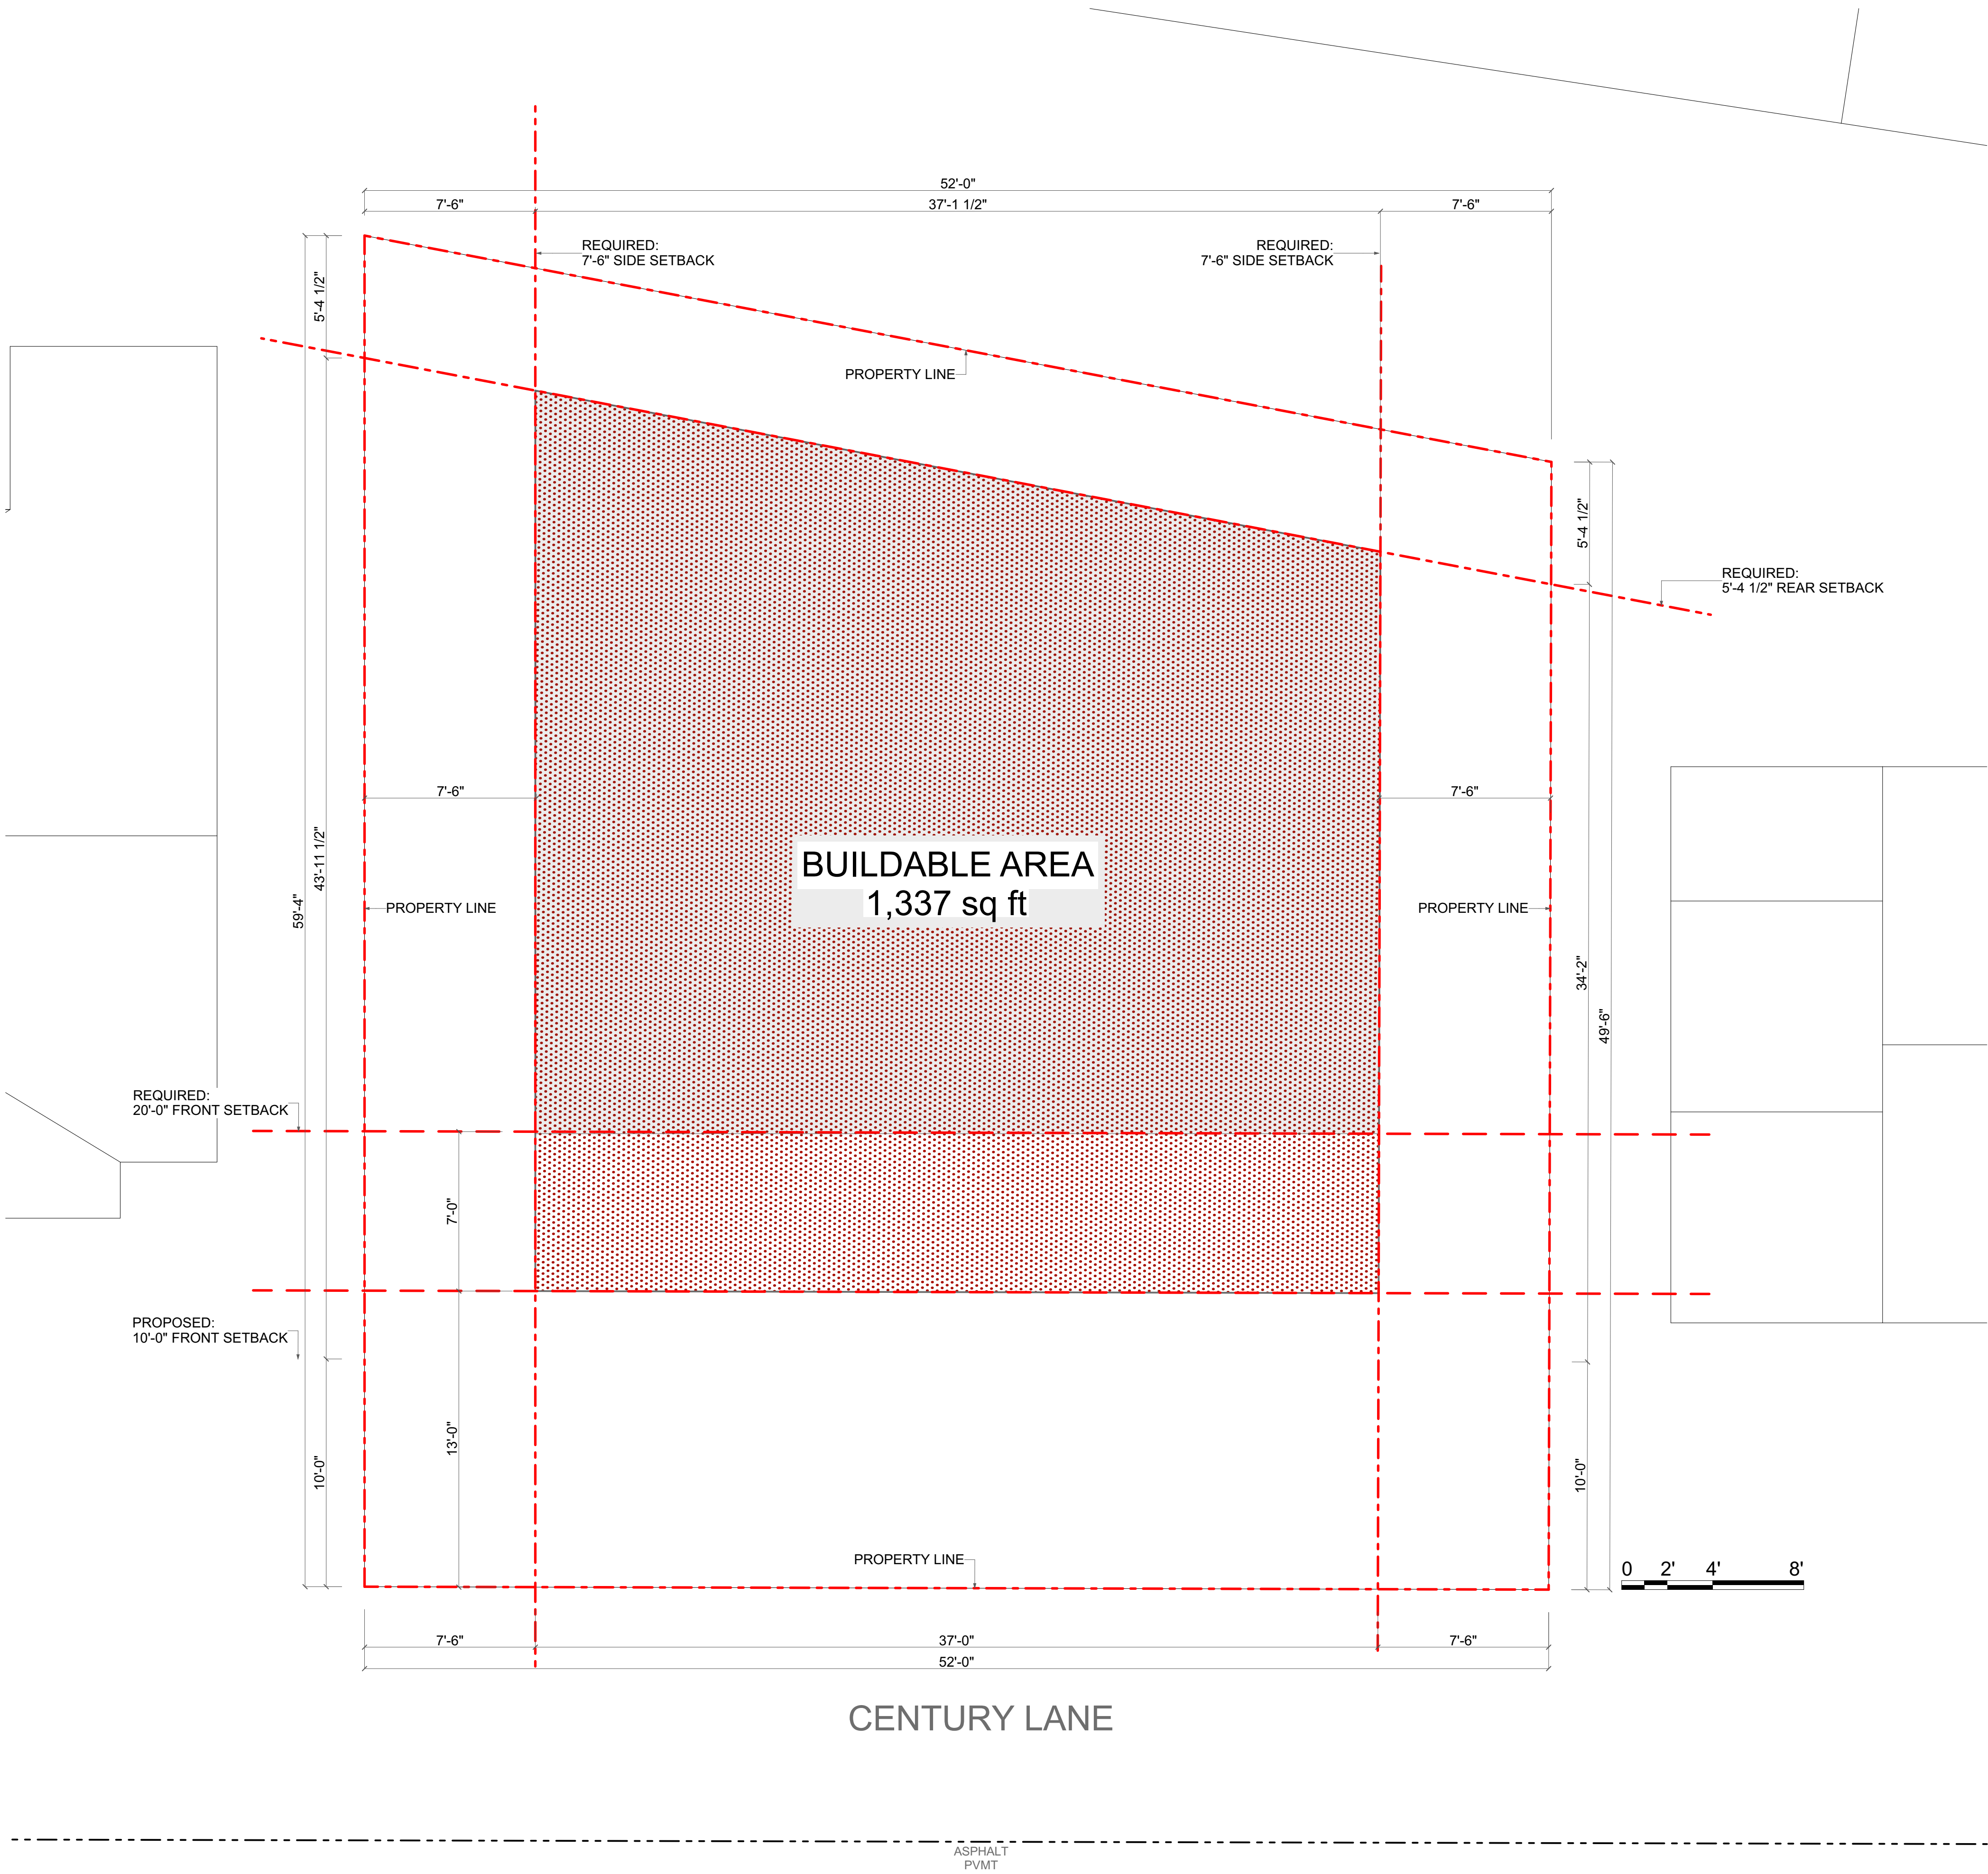 52'-0"
7'-6"
37'-1 1/2"
7'-6"
REQUIRED:
7'-6" SIDE SETBACK
REQUIRED:
7'-6" SIDE SETBACK
5'-4 1/2"
PROPERTY LINE
5'-4 1/2"
REQUIRED:
5'-4 1/2" REAR SETBACK
7'-6"
7'-6"
43'-11 1/2"
59'-4"
BUILDABLE AREA
1,337 sq ft
PROPERTY LINE
PROPERTY LINE
34'-2"
49'-6"
REQUIRED:
20'-0" FRONT SETBACK
7'-0"
PROPOSED:
10'-0" FRONT SETBACK
13'-0"
10'-0"
10'-0"
PROPERTY LINE
0 2' 4' 8'
7'-6"
37'-0"
7'-6"
52'-0"
CENTURY LANE
ASPHALT
PVMT